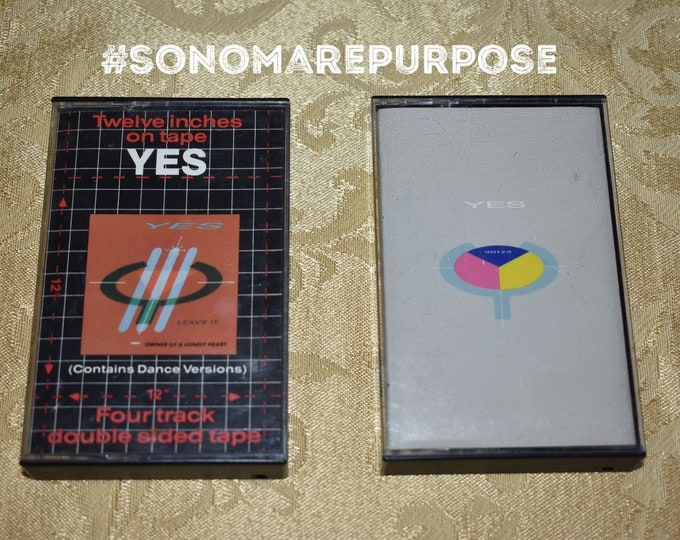 #SONOMAREPURPOSE
Twelve inches
on tape
YES
YES
LEAVE IT
OWNER OF A LONELY HEART
12"
(Contains Dance Versions)
12"
Four track
double sided tape
YES
90125